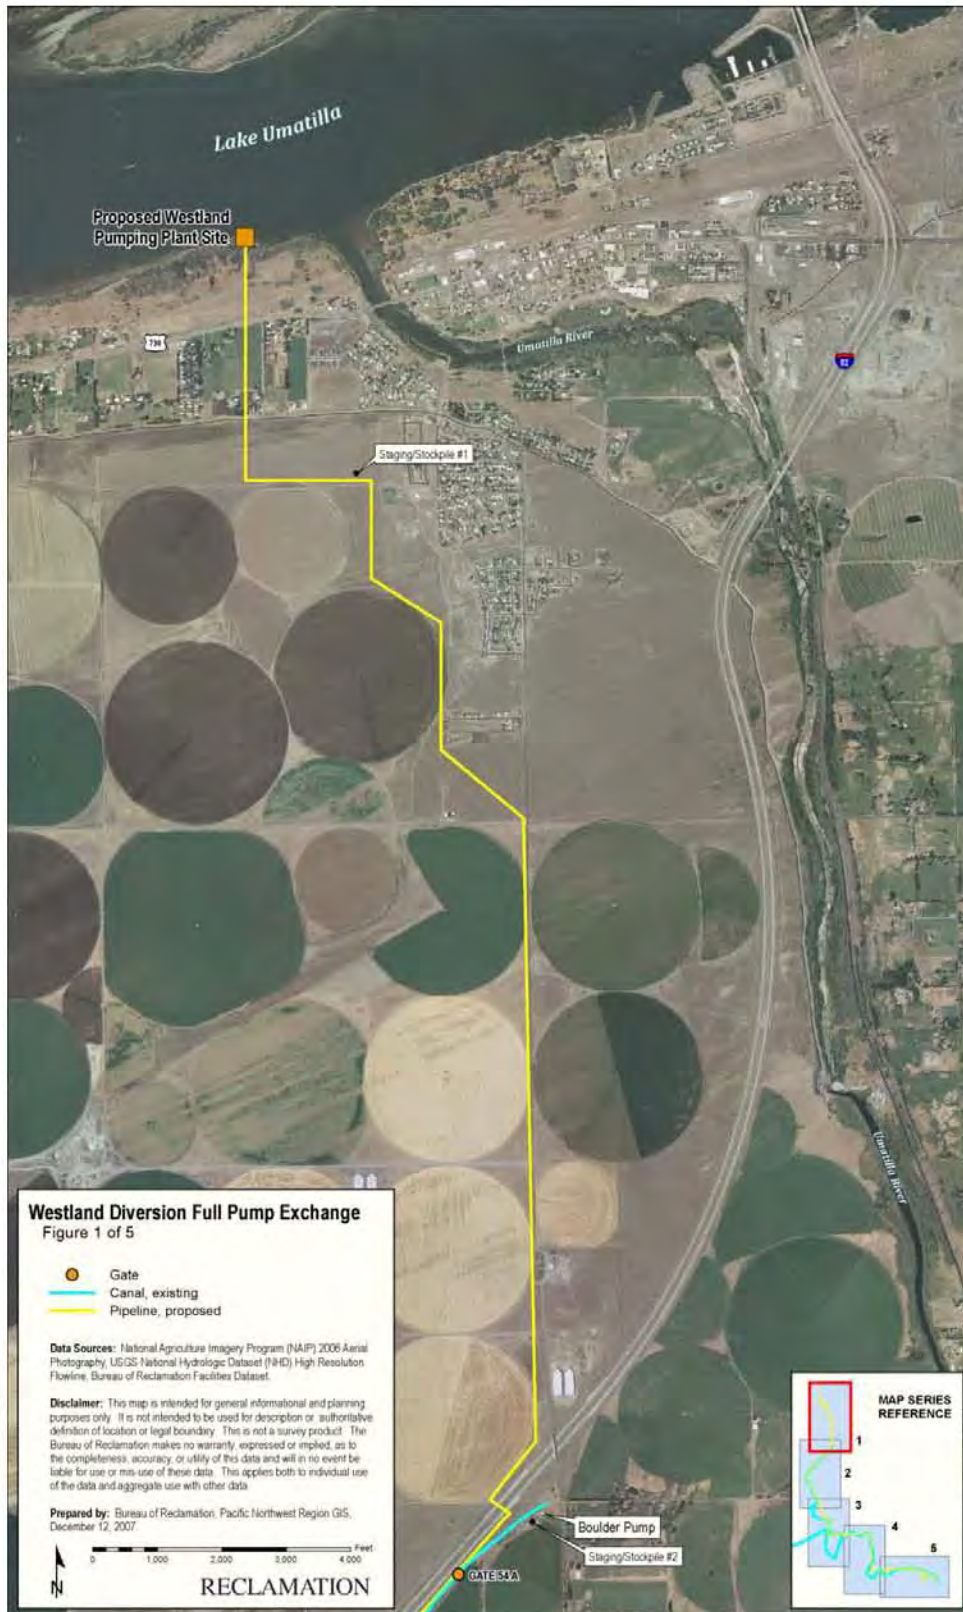 Lake Umatilla
Proposed Westland
Pumping Plant Site
730
Umatilla River
82
Staging/Stockpile #1
Umatilla River
Westland Diversion Full Pump Exchange
Figure 1 of 5
Gate
Canal, existing
Pipeline, proposed
Data Sources: National Agriculture Imagery Program (NAIP) 2006 Aerial
Photography, USGS National Hydrologic Dataset (NHD) High Resolution
Flowline, Bureau of Reclamation Facilities Dataset.
Disclaimer: This map is intended for general informational and planning
purposes only. It is not intended to be used for description or authoritative
definition of location or legal boundary. This is not a survey product. The
Bureau of Reclamation makes no warranty, expressed or implied, as to
the completeness, accuracy, or utility of this data and will in no event be
liable for use or mis-use of these data. This applies both to individual use
of the data and aggregate use with other data.
Prepared by: Bureau of Reclamation, Pacific Northwest Region GIS,
December 12, 2007.
0 1,000 2,000 3,000 4,000 Feet
N
RECLAMATION
Boulder Pump
Staging/Stockpile #2
GATE 54 A
MAP SERIES
REFERENCE
1
2
3
4
5